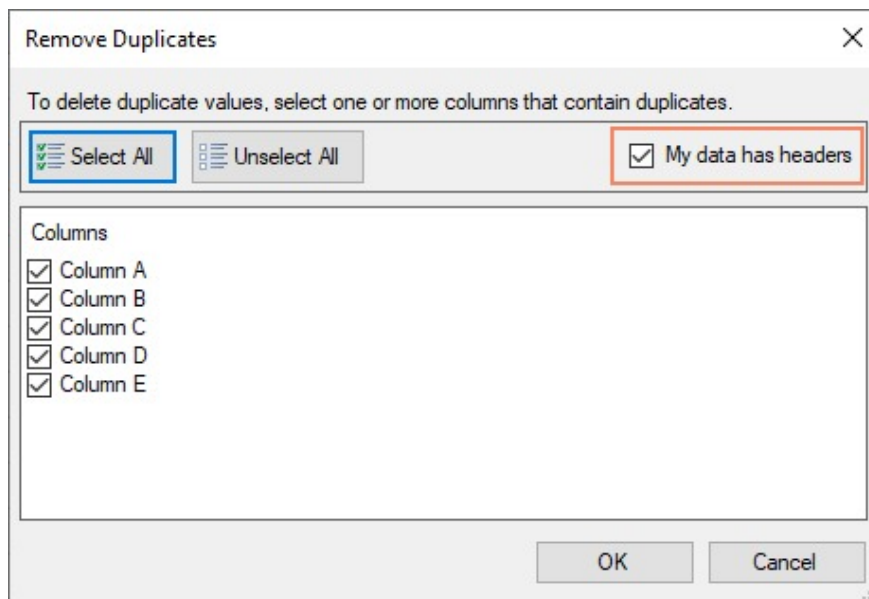 Remove Duplicates
To delete duplicate values, select one or more columns that contain duplicates.
Select All Unselect All My data has headers
Columns
Column A
Column B
Column C
Column D
Column E
OK Cancel